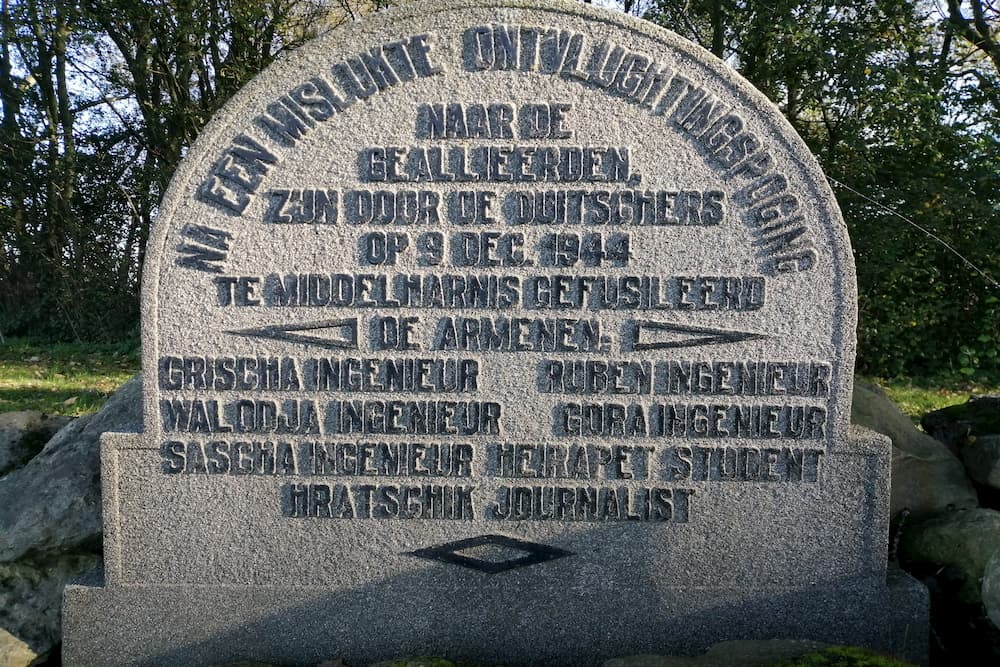 NA EEN MISLUKTE ONTVLUCHTINGSPOGING
NAAR DE
GEALLIEERDEN,
ZIJN DOOR DE DUITSCHERS
OP 9 DEC. 1944
TE MIDDELHARNIS GEFUSILEERD
DE ARMENEN:
GRISCHA INGENIEUR RUBEN INGENIEUR
WALODJA INGENIEUR GORA INGENIEUR
SASCHA INGENIEUR HEIRAPET STUDENT
HRATSCHIK JOURNALIST